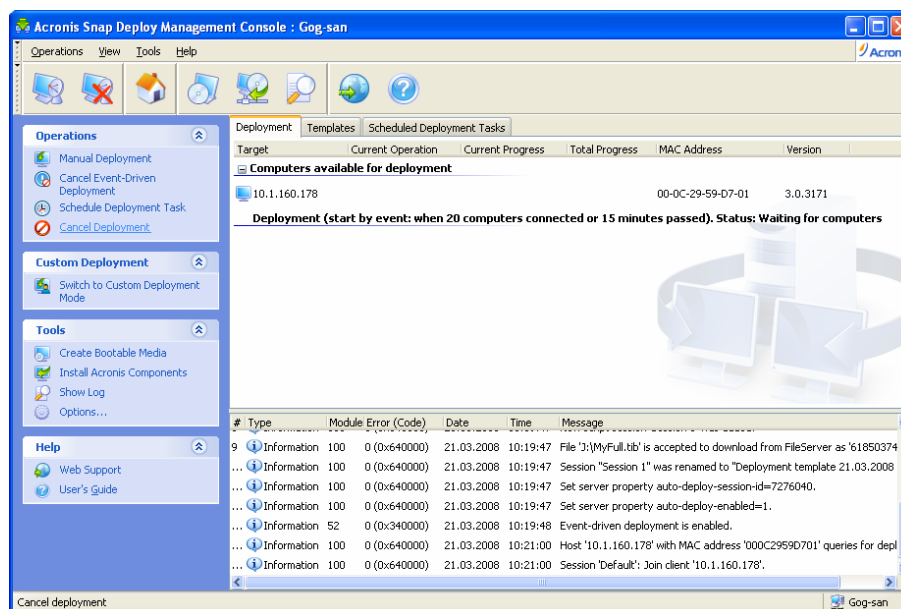 Acronis Snap Deploy Management Console : Gog-san
Operations View Tools Help
Acron
Operations
Manual Deployment
Cancel Event-Driven
Deployment
Schedule Deployment Task
Cancel Deployment
Custom Deployment
Switch to Custom Deployment
Mode
Tools
Create Bootable Media
Install Acronis Components
Show Log
Options...
Help
Web Support
User's Guide
Deployment Templates Scheduled Deployment Tasks
Target Current Operation Current Progress Total Progress MAC Address Version
Computers available for deployment
10.1.160.178 00-0C-29-59-D7-01 3.0.3171
Deployment (start by event: when 20 computers connected or 15 minutes passed). Status: Waiting for computers
# Type Module Error (Code) Date Time Message
9 Information 100 0 (0x640000) 21.03.2008 10:19:47 File 'J:\MyFull.tib' is accepted to download from FileServer as '61850374
... Information 100 0 (0x640000) 21.03.2008 10:19:47 Session "Session 1" was renamed to "Deployment template 21.03.2008
... Information 100 0 (0x640000) 21.03.2008 10:19:47 Set server property auto-deploy-session-id=7276040.
... Information 100 0 (0x640000) 21.03.2008 10:19:47 Set server property auto-deploy-enabled=1.
... Information 52 0 (0x340000) 21.03.2008 10:19:48 Event-driven deployment is enabled.
... Information 100 0 (0x640000) 21.03.2008 10:21:00 Host '10.1.160.178' with MAC address '000C2959D701' queries for depl
... Information 100 0 (0x640000) 21.03.2008 10:21:00 Session 'Default': Join client '10.1.160.178'.
Cancel deployment Gog-san